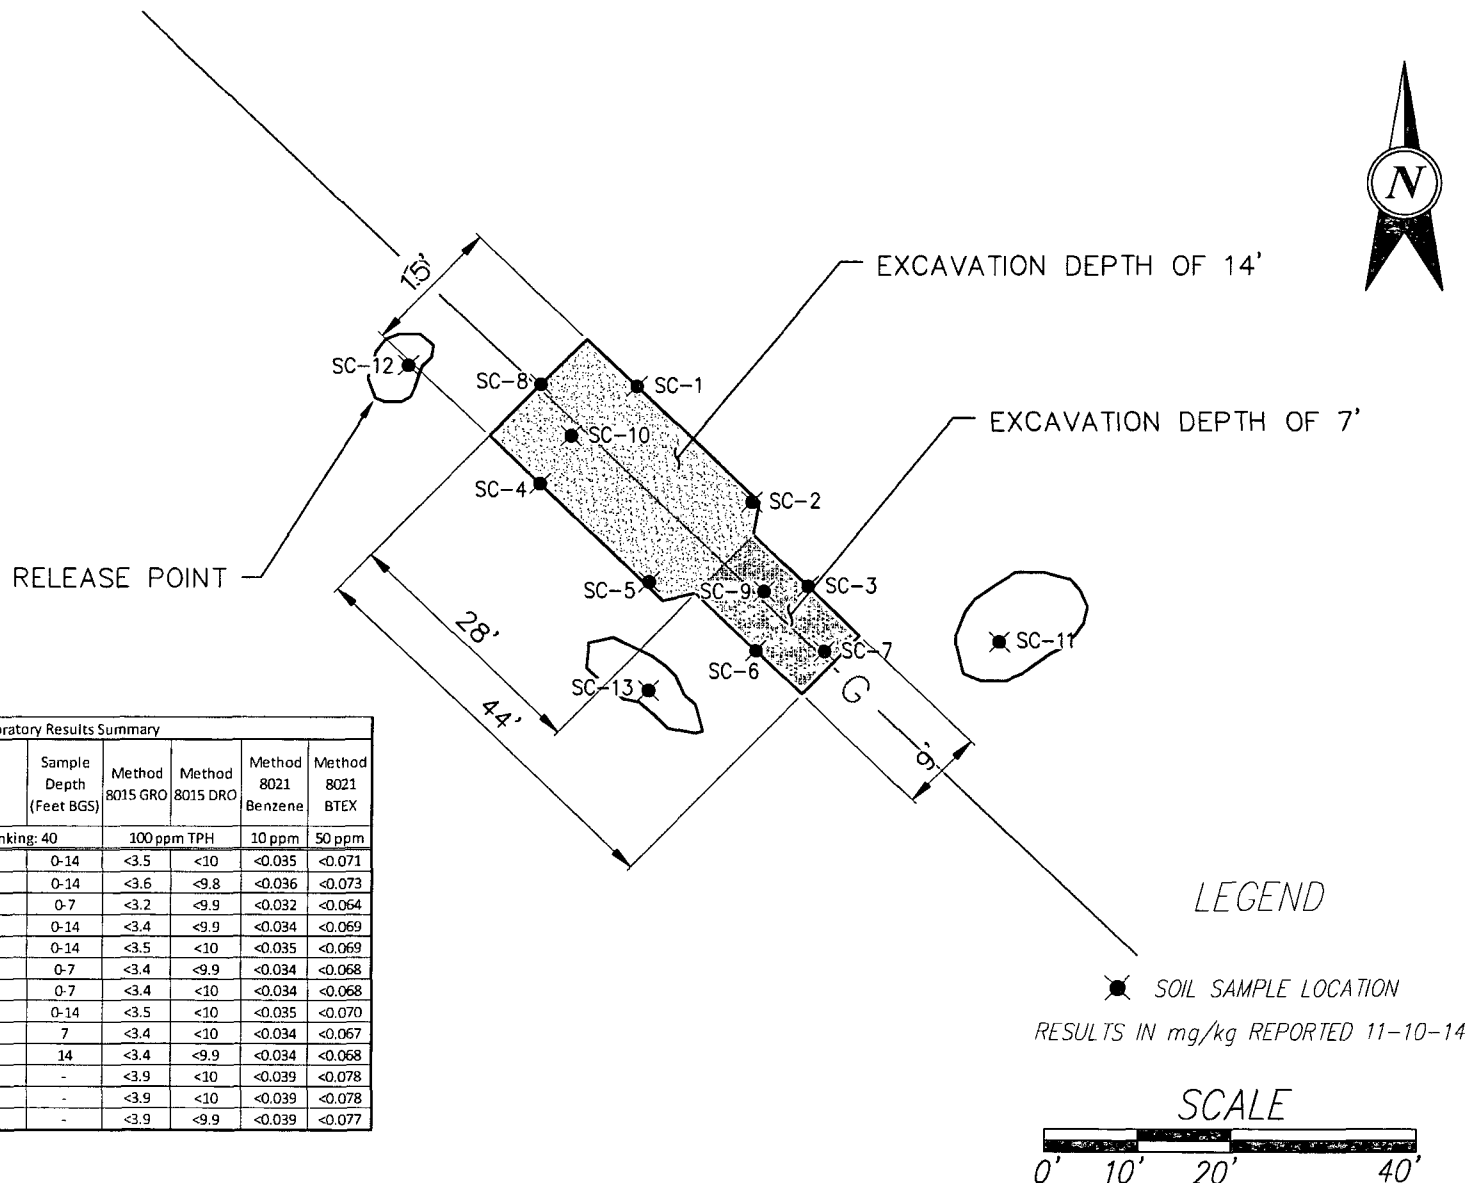 N
15'
EXCAVATION DEPTH OF 14'
SC-12
SC-8
SC-1
EXCAVATION DEPTH OF 7'
SC-10
SC-4
SC-2
RELEASE POINT
SC-5
SC-9
SC-3
SC-11
28'
SC-6
SC-7
SC-13
G
44'
9'
oratory Results Summary
Sample Depth (Feet BGS) Method 8015 GRO Method 8015 DRO Method 8021 Benzene Method 8021 BTEX
nking: 40 100 ppm TPH 10 ppm 50 ppm
0-14 <3.5 <10 <0.035 <0.071
0-14 <3.6 <9.8 <0.036 <0.073
0-7 <3.2 <9.9 <0.032 <0.064
0-14 <3.4 <9.9 <0.034 <0.069
0-14 <3.5 <10 <0.035 <0.069
0-7 <3.4 <9.9 <0.034 <0.068
0-7 <3.4 <10 <0.034 <0.068
0-14 <3.5 <10 <0.035 <0.070
7 <3.4 <10 <0.034 <0.067
14 <3.4 <9.9 <0.034 <0.068
- <3.9 <10 <0.039 <0.078
- <3.9 <10 <0.039 <0.078
- <3.9 <9.9 <0.039 <0.077
LEGEND
SOIL SAMPLE LOCATION
RESULTS IN mg/kg REPORTED 11-10-14
SCALE
0' 10' 20' 40'